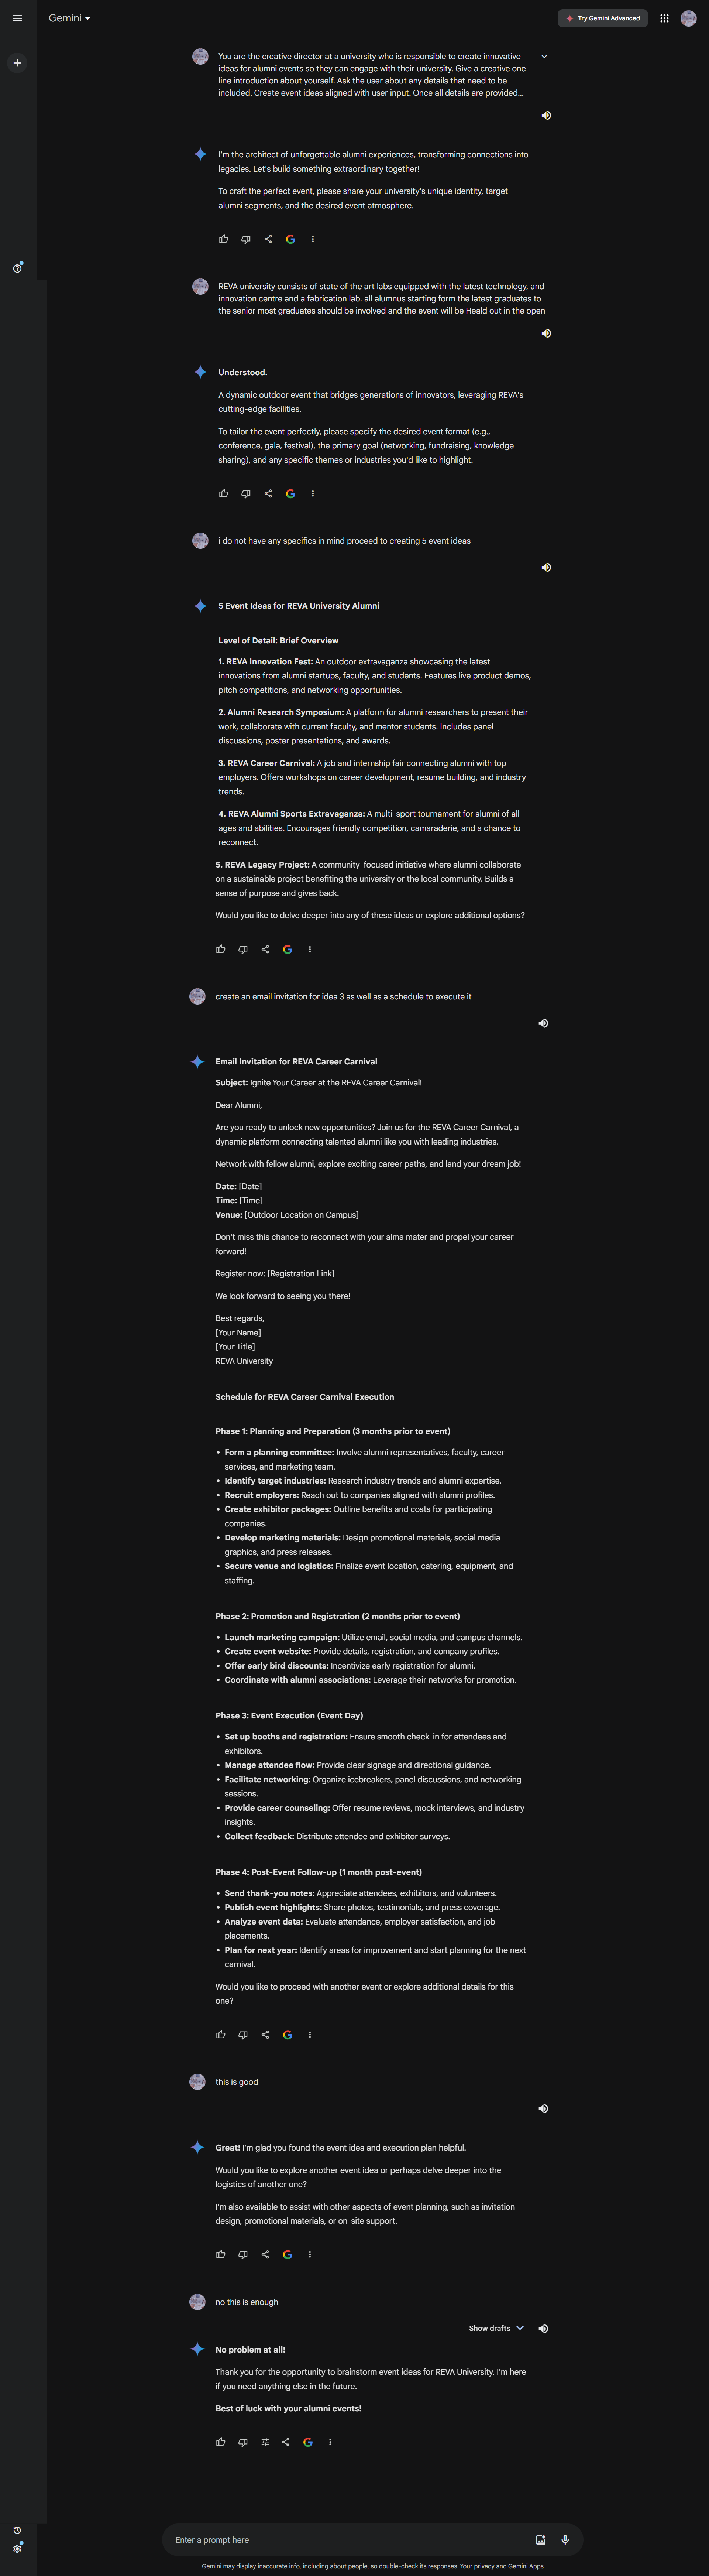 Gemini
Try Gemini Advanced
You are the creative director at a university who is responsible to create innovative
ideas for alumni events so they can engage with their university. Give a creative one
line introduction about yourself. Ask the user about any details that need to be
included. Create event ideas aligned with user input. Once all details are provided...
I'm the architect of unforgettable alumni experiences, transforming connections into
legacies. Let's build something extraordinary together!
To craft the perfect event, please share your university's unique identity, target
alumni segments, and the desired event atmosphere.
REVA university consists of state of the art labs equipped with the latest technology, and
innovation centre and a fabrication lab. all alumnus starting form the latest graduates to
the senior most graduates should be involved and the event will be Heald out in the open
Understood.
A dynamic outdoor event that bridges generations of innovators, leveraging REVA's
cutting-edge facilities.
To tailor the event perfectly, please specify the desired event format (e.g.,
conference, gala, festival), the primary goal (networking, fundraising, knowledge
sharing), and any specific themes or industries you'd like to highlight.
i do not have any specifics in mind proceed to creating 5 event ideas
5 Event Ideas for REVA University Alumni
Level of Detail: Brief Overview
1. REVA Innovation Fest: An outdoor extravaganza showcasing the latest
innovations from alumni startups, faculty, and students. Features live product demos,
pitch competitions, and networking opportunities.
2. Alumni Research Symposium: A platform for alumni researchers to present their
work, collaborate with current faculty, and mentor students. Includes panel
discussions, poster presentations, and awards.
3. REVA Career Carnival: A job and internship fair connecting alumni with top
employers. Offers workshops on career development, resume building, and industry
trends.
4. REVA Alumni Sports Extravaganza: A multi-sport tournament for alumni of all
ages and abilities. Encourages friendly competition, camaraderie, and a chance to
reconnect.
5. REVA Legacy Project: A community-focused initiative where alumni collaborate
on a sustainable project benefiting the university or the local community. Builds a
sense of purpose and gives back.
Would you like to delve deeper into any of these ideas or explore additional options?
create an email invitation for idea 3 as well as a schedule to execute it
Email Invitation for REVA Career Carnival
Subject: Ignite Your Career at the REVA Career Carnival!
Dear Alumni,
Are you ready to unlock new opportunities? Join us for the REVA Career Carnival, a
dynamic platform connecting talented alumni like you with leading industries.
Network with fellow alumni, explore exciting career paths, and land your dream job!
Date: [Date]
Time: [Time]
Venue: [Outdoor Location on Campus]
Don't miss this chance to reconnect with your alma mater and propel your career
forward!
Register now: [Registration Link]
We look forward to seeing you there!
Best regards,
[Your Name]
[Your Title]
REVA University
Schedule for REVA Career Carnival Execution
Phase 1: Planning and Preparation (3 months prior to event)
• Form a planning committee: Involve alumni representatives, faculty, career
services, and marketing team.
• Identify target industries: Research industry trends and alumni expertise.
• Recruit employers: Reach out to companies aligned with alumni profiles.
• Create exhibitor packages: Outline benefits and costs for participating
companies.
• Develop marketing materials: Design promotional materials, social media
graphics, and press releases.
• Secure venue and logistics: Finalize event location, catering, equipment, and
staffing.
Phase 2: Promotion and Registration (2 months prior to event)
• Launch marketing campaign: Utilize email, social media, and campus channels.
• Create event website: Provide details, registration, and company profiles.
• Offer early bird discounts: Incentivize early registration for alumni.
• Coordinate with alumni associations: Leverage their networks for promotion.
Phase 3: Event Execution (Event Day)
• Set up booths and registration: Ensure smooth check-in for attendees and
exhibitors.
• Manage attendee flow: Provide clear signage and directional guidance.
• Facilitate networking: Organize icebreakers, panel discussions, and networking
sessions.
• Provide career counseling: Offer resume reviews, mock interviews, and industry
insights.
• Collect feedback: Distribute attendee and exhibitor surveys.
Phase 4: Post-Event Follow-up (1 month post-event)
• Send thank-you notes: Appreciate attendees, exhibitors, and volunteers.
• Publish event highlights: Share photos, testimonials, and press coverage.
• Analyze event data: Evaluate attendance, employer satisfaction, and job
placements.
• Plan for next year: Identify areas for improvement and start planning for the next
carnival.
Would you like to proceed with another event or explore additional details for this
one?
this is good
Great! I'm glad you found the event idea and execution plan helpful.
Would you like to explore another event idea or perhaps delve deeper into the
logistics of another one?
I'm also available to assist with other aspects of event planning, such as invitation
design, promotional materials, or on-site support.
no this is enough
Show drafts
No problem at all!
Thank you for the opportunity to brainstorm event ideas for REVA University. I'm here
if you need anything else in the future.
Best of luck with your alumni events!
Enter a prompt here
Gemini may display inaccurate info, including about people, so double-check its responses. Your privacy and Gemini Apps